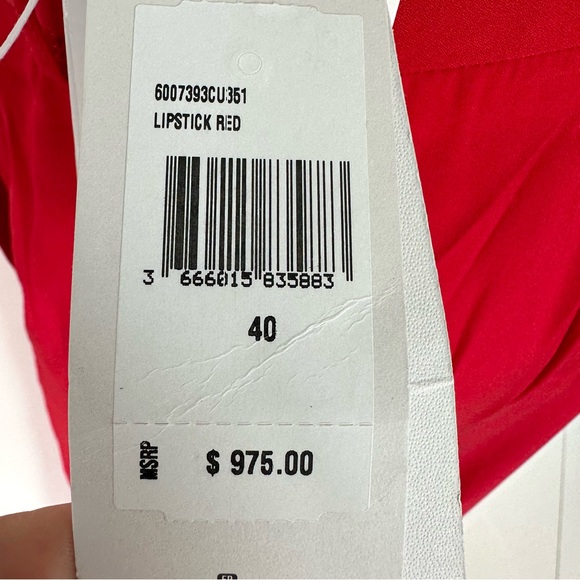 6007393CU351
LIPSTICK RED
3 666015 835883
40
MSRP $ 975.00